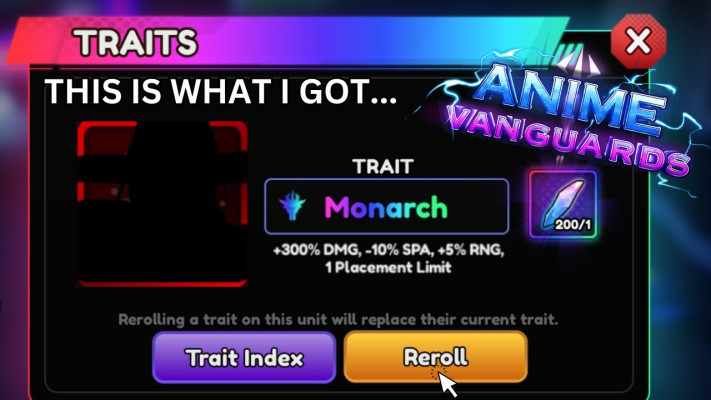 TRAITS
THIS IS WHAT I GOT...
ANIME
VANGUARDS
TRAIT
Monarch
200/1
+300% DMG, -10% SPA, +5% RNG,
1 Placement Limit
Rerolling a trait on this unit will replace their current trait.
Trait Index
Reroll